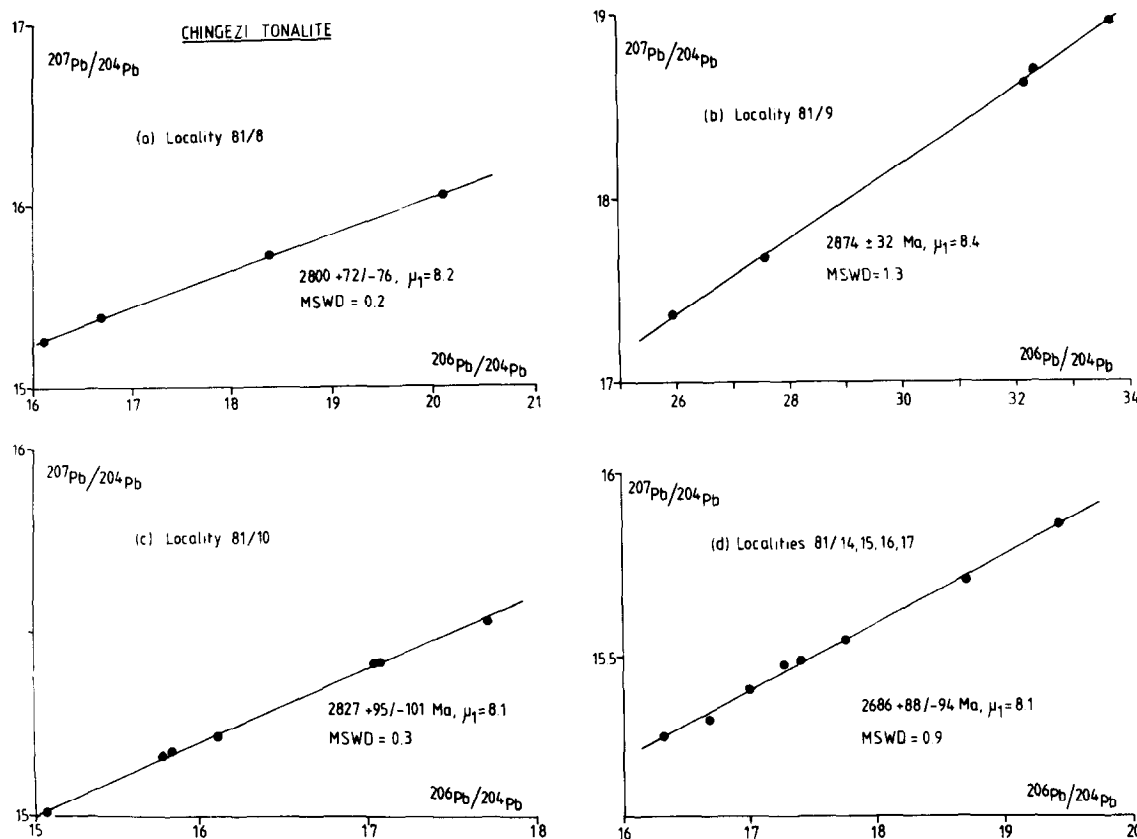 CHINGEZI TONALITE
17
207Pb/204Pb
(a) Locality 81/8
16
2800 +72/-76, μ1=8.2
MSWD = 0.2
206Pb/204Pb
15
16 17 18 19 20 21
19
207Pb/204Pb
(b) Locality 81/9
18
2874 ± 32 Ma, μ1=8.4
MSWD=1.3
206Pb/204Pb
17
26 28 30 32 34
16
207Pb/204Pb
(c) Locality 81/10
2827 +95/-101 Ma, μ1=8.1
MSWD=0.3
206Pb/204Pb
15
15 16 17 18
16
207Pb/204Pb
(d) Localities 81/14,15,16,17
15.5
2686 +88/-94 Ma, μ1=8.1
MSWD=0.9
206Pb/204Pb
16 17 18 19 20